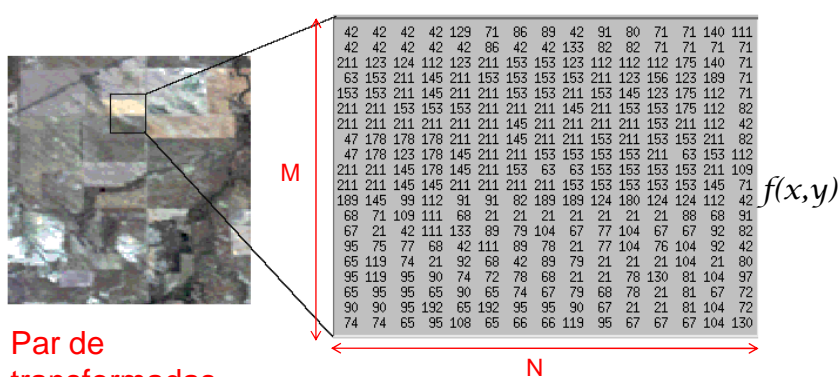 42 42 42 42 129 71 86 89 42 91 80 71 71 140 111
42 42 42 42 42 86 42 42 133 82 82 71 71 71 71
211 123 124 112 123 211 153 153 123 112 112 112 175 140 71
63 153 211 145 211 153 153 153 153 211 123 156 123 189 71
153 153 211 145 211 211 153 211 153 145 123 175 112 71
211 211 153 153 153 211 211 211 145 211 153 153 175 112 82
211 211 211 211 211 211 145 211 211 211 153 153 211 112 42
47 178 178 178 211 211 211 153 211 153 211 153 153 211 82
47 178 123 178 145 211 211 153 153 153 153 211 63 153 112
211 211 145 178 145 211 153 63 63 153 153 153 153 211 109
211 211 145 145 211 211 211 211 153 153 153 153 153 145 71
189 145 99 112 91 91 82 189 189 124 180 124 124 112 42
68 71 109 111 68 21 21 21 21 21 21 21 88 68 91
67 21 42 111 133 89 79 104 67 77 104 67 67 92 82
95 75 77 68 42 111 89 78 21 77 104 76 104 92 42
65 119 74 21 92 68 42 89 79 21 21 21 104 21 80
95 119 95 90 74 72 78 68 21 21 78 130 81 104 97
65 95 95 65 90 65 74 67 79 68 78 21 81 67 72
90 90 95 192 65 192 95 95 90 67 21 21 81 104 72
74 74 65 95 108 65 66 66 119 95 67 67 67 104 130
M
f(x,y)
N
Par de
transformadas